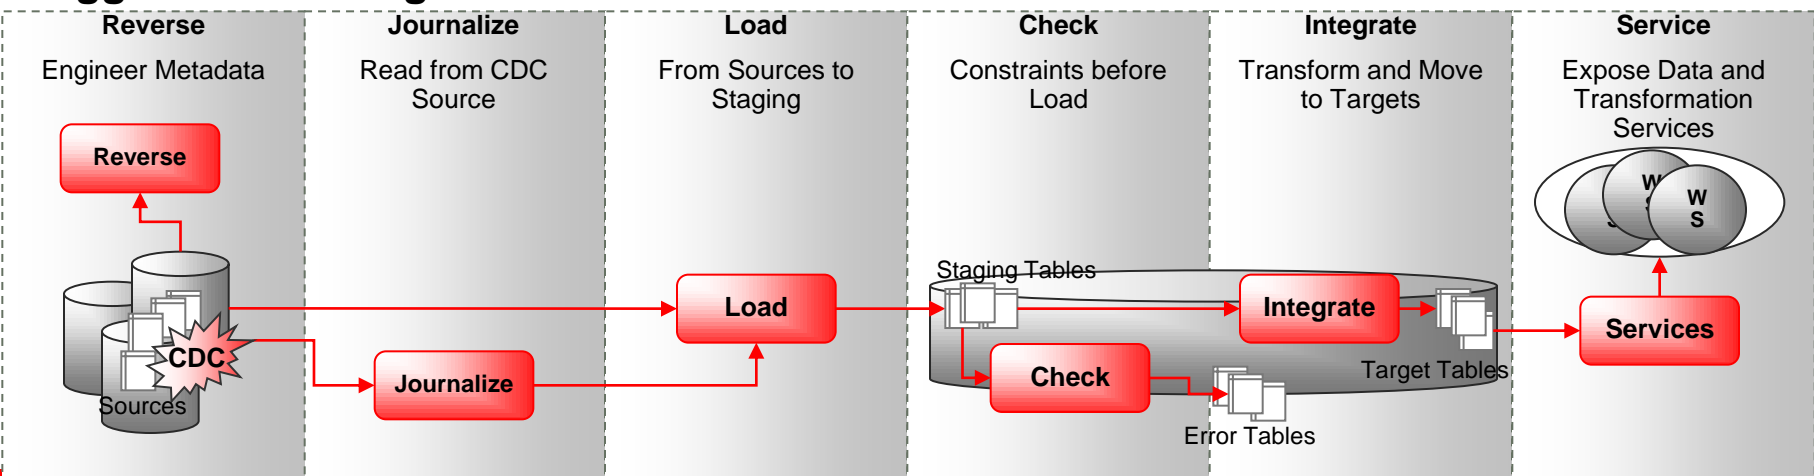 Reverse
Engineer Metadata
Journalize
Read from CDC
Source
Load
From Sources to
Staging
Check
Constraints before
Load
Integrate
Transform and Move
to Targets
Service
Expose Data and
Transformation
Services
Reverse
CDC
Sources
Journalize
Load
Staging Tables
Check
Error Tables
Integrate
Target Tables
Services
W
W
S